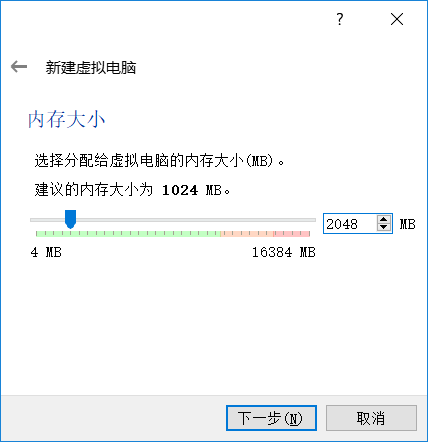 ?
新建虚拟电脑
内存大小
选择分配给虚拟电脑的内存大小(MB)。
建议的内存大小为 1024 MB。
2048 MB
4 MB 16384 MB
下一步(N) 取消